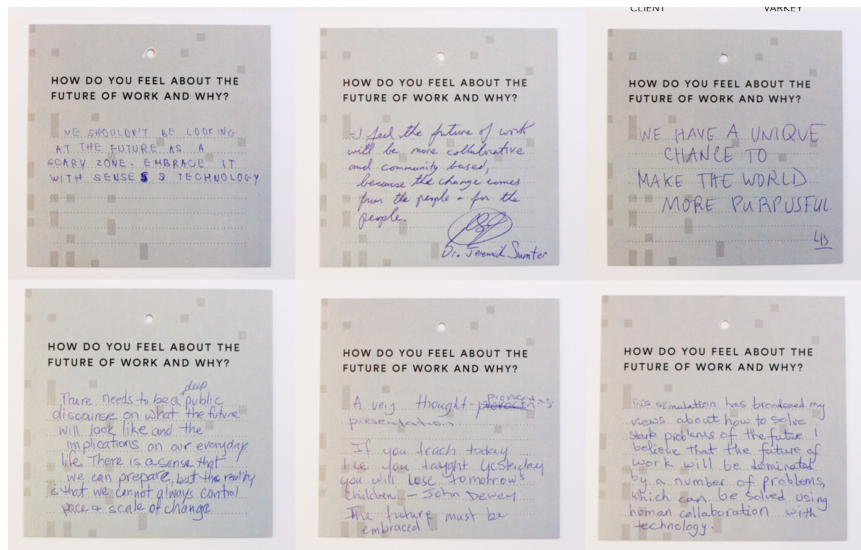 CLIENT
VARKEY
HOW DO YOU FEEL ABOUT THE
FUTURE OF WORK AND WHY?
WE SHOULDN'T BE LOOKING
AT THE FUTURE AS A
SCARY ZONE. EMBRACE IT
WITH SENSES & TECHNOLOGY
HOW DO YOU FEEL ABOUT THE
FUTURE OF WORK AND WHY?
I feel the future of work
will be more collaborative
and community based,
because the change comes
from the people - for the
people.
Dr. Sumter
HOW DO YOU FEEL ABOUT THE
FUTURE OF WORK AND WHY?
WE HAVE A UNIQUE
CHANCE TO
MAKE THE WORLD
MORE PURPUSFUL
HOW DO YOU FEEL ABOUT THE
FUTURE OF WORK AND WHY?
deep
There needs to be a public
discourse on what the future
will look like and the
implications on our everyday
life. There is a sense that
we can prepare, but the reality
is that we cannot always control
pace & scale of change
HOW DO YOU FEEL ABOUT THE
FUTURE OF WORK AND WHY?
A very thought-
presentation
If you teach today
like you taught yesterday
you will lose tomorrow's
children - John Dewey
The future must be
embraced
HOW DO YOU FEEL ABOUT THE
FUTURE OF WORK AND WHY?
This simulation has broadened my
views about how to solve
problems of the future. I
believe that the future of
work will be dominated
by a number of problems,
which can be solved using
human collaboration with
technology.